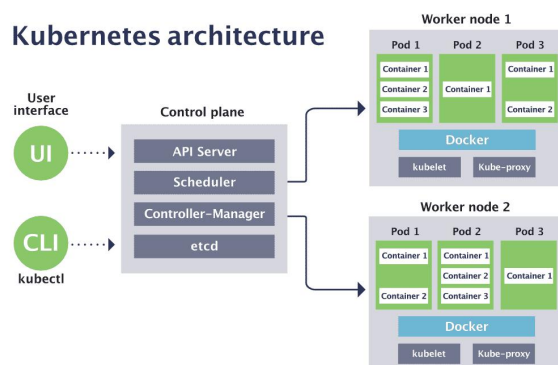 Kubernetes architecture
User
interface
UI
CLI
kubectl
Control plane
API Server
Scheduler
Controller-Manager
etcd
Worker node 1
Pod 1
Container 1
Container 2
Container 3
Pod 2
Container 1
Pod 3
Container 1
Container 2
Docker
kubelet
Kube-proxy
Worker node 2
Pod 1
Container 1
Container 2
Pod 2
Container 1
Container 2
Container 3
Pod 3
Container 1
Docker
kubelet
Kube-proxy